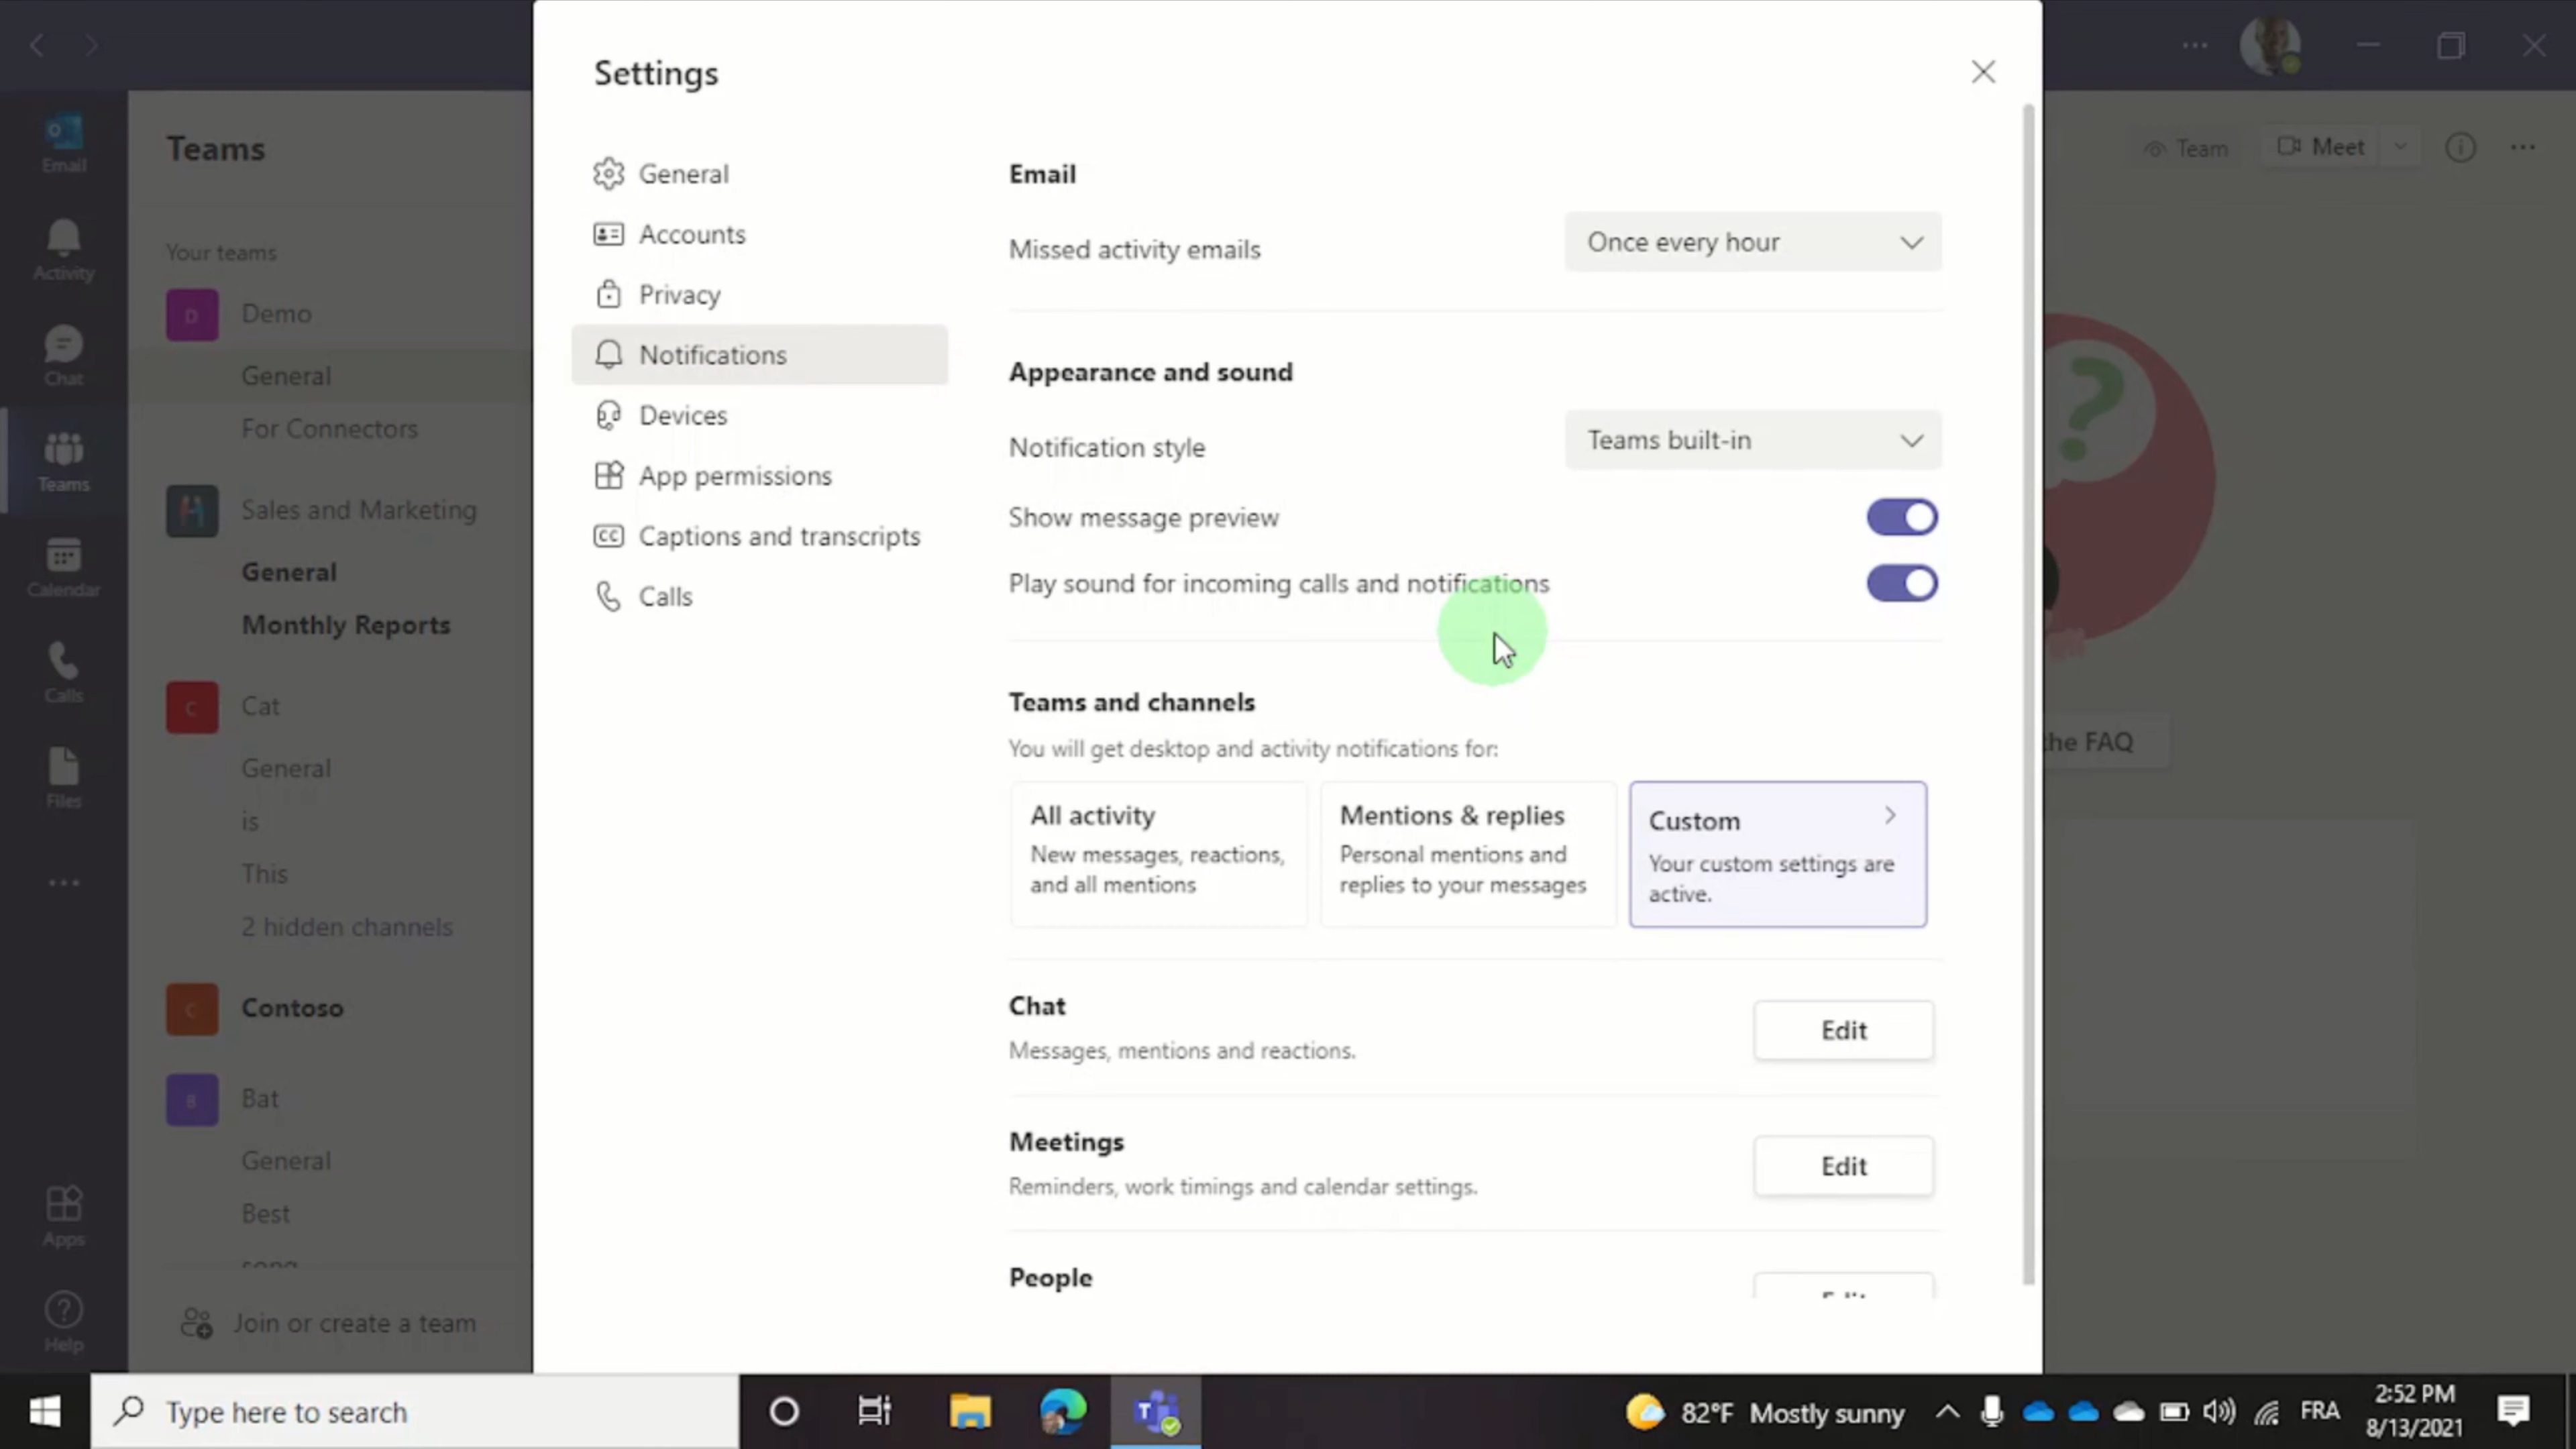 Settings
Email
Activity
Chat
Teams
Calendar
Calls
Files
Apps
Help
Teams
Your teams
D
Demo
General
For Connectors
Sales and Marketing
General
Monthly Reports
C
Cat
General
is
This
2 hidden channels
C
Contoso
B
Bat
General
Best
song
Join or create a team
General
Accounts
Privacy
Notifications
Devices
App permissions
CC Captions and transcripts
Calls
Email
Missed activity emails
Once every hour
Appearance and sound
Notification style
Teams built-in
Show message preview
Play sound for incoming calls and notifications
Teams and channels
You will get desktop and activity notifications for:
All activity
New messages, reactions,
and all mentions
Mentions & replies
Personal mentions and
replies to your messages
Custom
Your custom settings are
active.
Chat
Messages, mentions and reactions.
Edit
Meetings
Reminders, work timings and calendar settings.
Edit
People
Edit
Team
Meet
?
the FAQ
Type here to search
T
82°F Mostly sunny
FRA
2:52 PM
8/13/2021